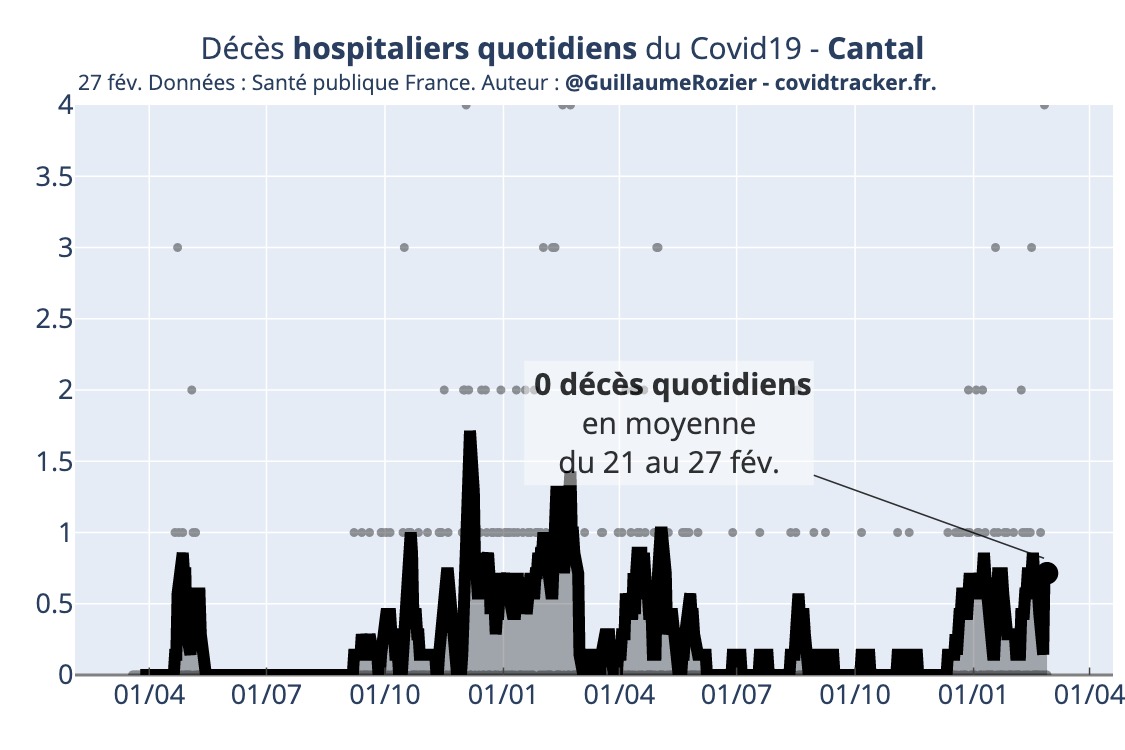 Décès hospitaliers quotidiens du Covid19 - Cantal
27 fév. Données : Santé publique France. Auteur : @GuillaumeRozier - covidtracker.fr.
4
3.5
3
2.5
2
1.5
1
0.5
0
0 décès quotidiens
en moyenne
du 21 au 27 fév.
01/04 01/07 01/10 01/01 01/04 01/07 01/10 01/01 01/04